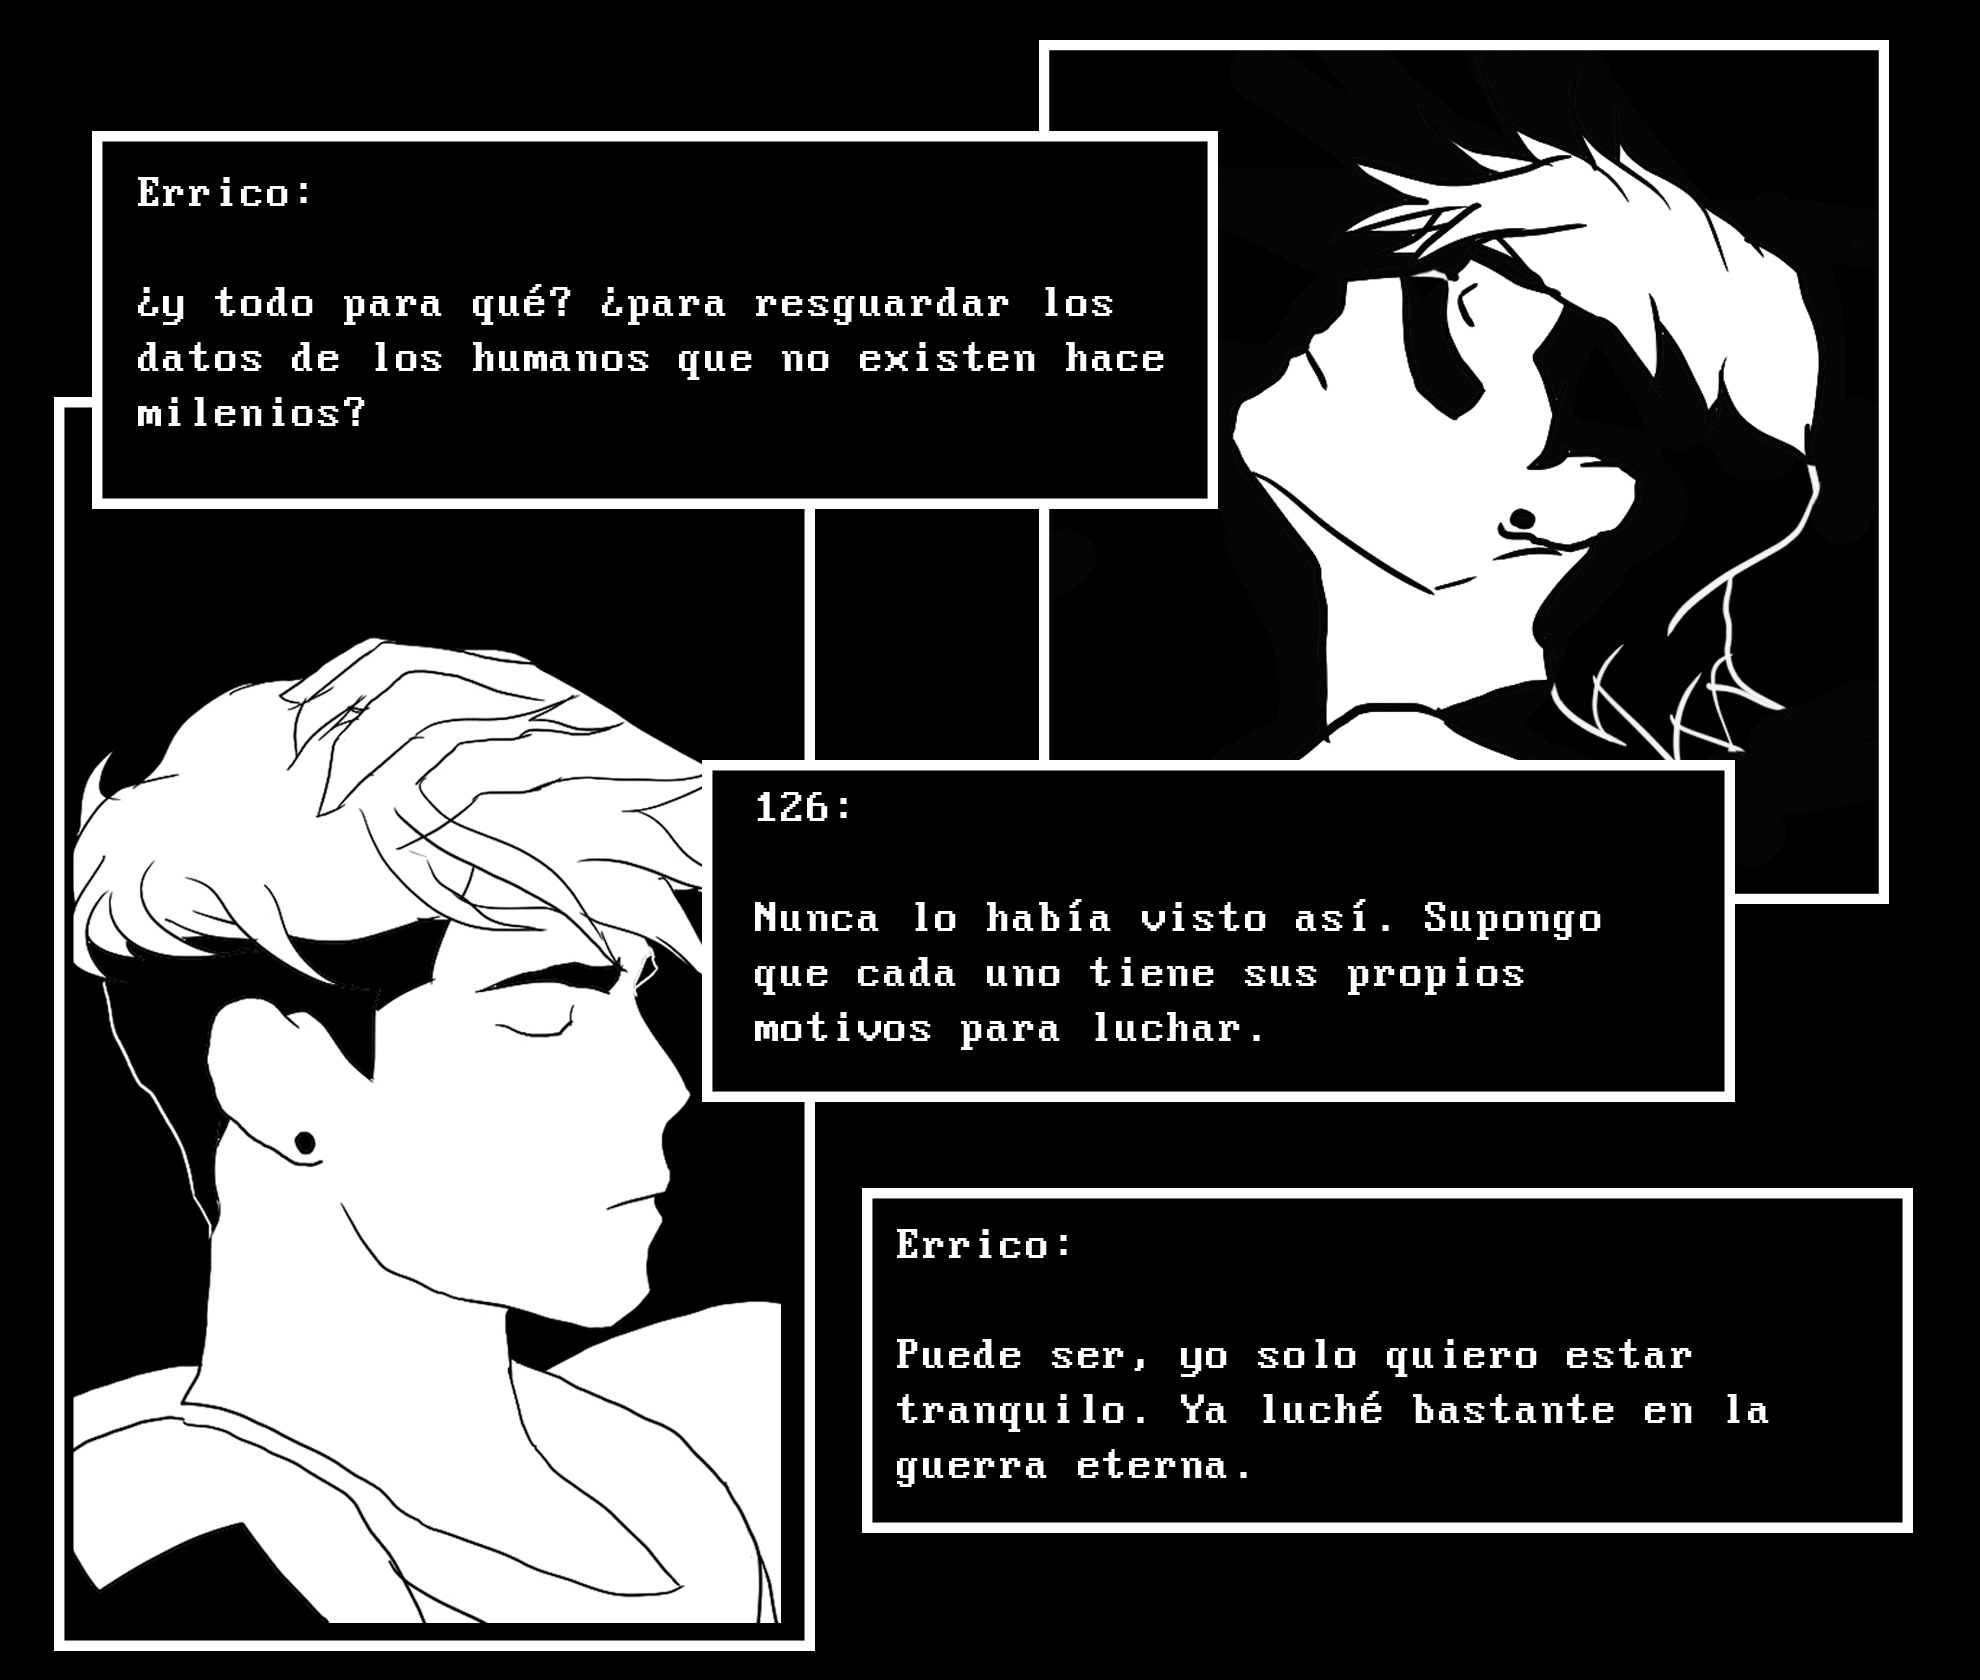 Errico:
¿y todo para qué? ¿para resguardar los
datos de los humanos que no existen hace
milenios?
126:
Nunca lo había visto así. Supongo
que cada uno tiene sus propios
motivos para luchar.
Errico:
Puede ser, yo solo quiero estar
tranquilo. Ya luché bastante en la
guerra eterna.